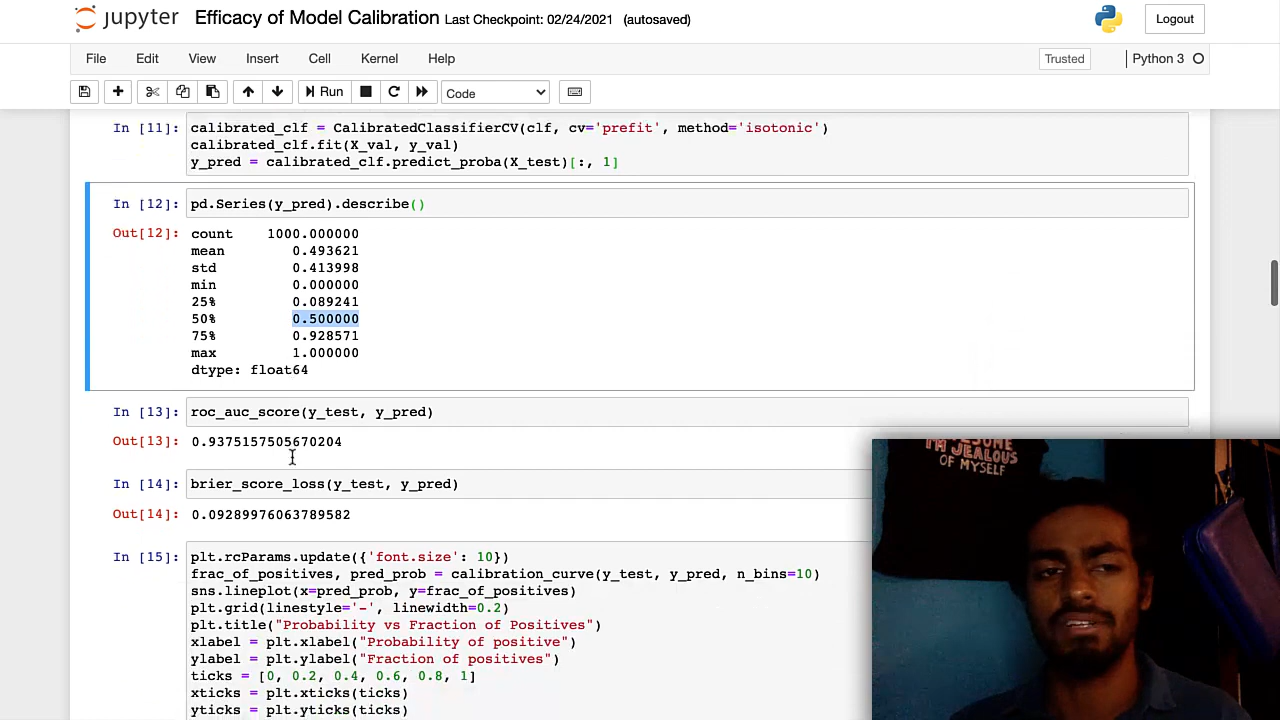 jupyter Efficacy of Model Calibration Last Checkpoint: 02/24/2021 (autosaved) Logout
File Edit View Insert Cell Kernel Help Trusted Python 3
Run Code
In [11]: calibrated_clf = CalibratedClassifierCV(clf, cv='prefit', method='isotonic')
calibrated_clf.fit(X_val, y_val)
y_pred = calibrated_clf.predict_proba(X_test)[:, 1]
In [12]: pd.Series(y_pred).describe()
Out[12]: count 1000.000000
mean 0.493621
std 0.413998
min 0.000000
25% 0.089241
50% 0.500000
75% 0.928571
max 1.000000
dtype: float64
In [13]: roc_auc_score(y_test, y_pred)
Out[13]: 0.9375157505670204
In [14]: brier_score_loss(y_test, y_pred)
Out[14]: 0.09289976063789582
In [15]: plt.rcParams.update({'font.size': 10})
frac_of_positives, pred_prob = calibration_curve(y_test, y_pred, n_bins=10)
sns.lineplot(x=pred_prob, y=frac_of_positives)
plt.grid(linestyle='-', linewidth=0.2)
plt.title("Probability vs Fraction of Positives")
xlabel = plt.xlabel("Probability of positive")
ylabel = plt.ylabel("Fraction of positives")
ticks = [0, 0.2, 0.4, 0.6, 0.8, 1]
xticks = plt.xticks(ticks)
yticks = plt.yticks(ticks)
I'M JEALOUS
OF MYSELF